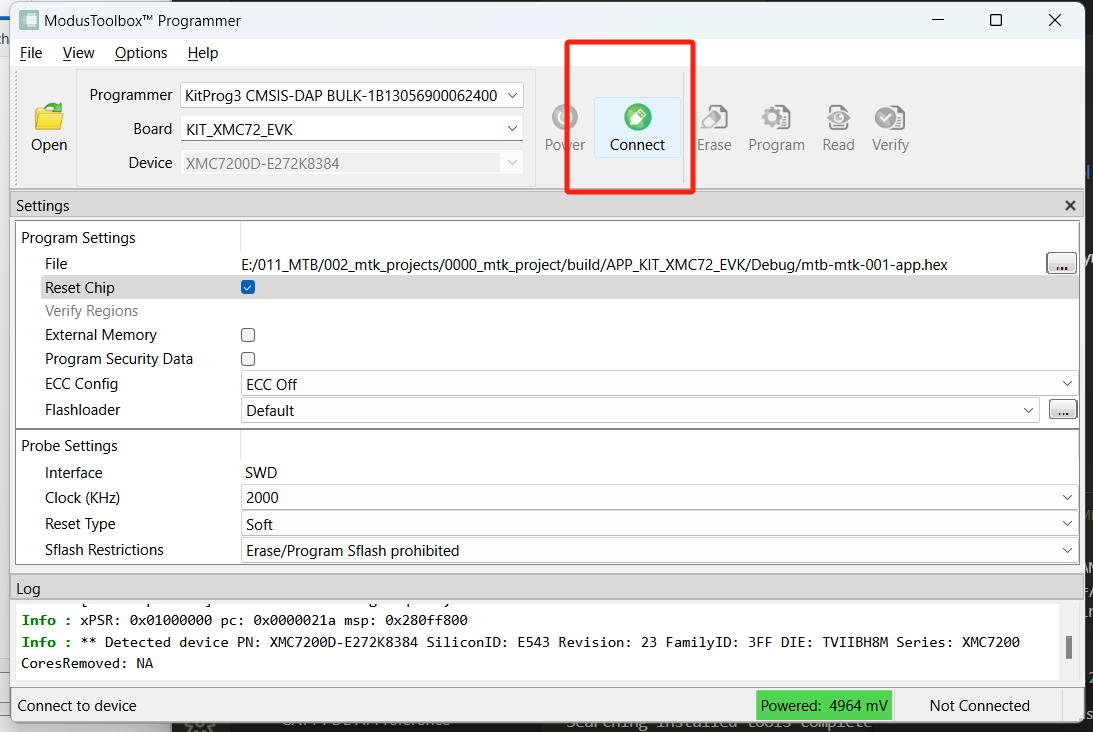 ModusToolbox™ Programmer
File View Options Help
Open
Programmer KitProg3 CMSIS-DAP BULK-1B13056900062400
Board KIT_XMC72_EVK
Device XMC7200D-E272K8384
Power Connect Erase Program Read Verify
Settings
Program Settings
File E:/011_MTB/002_mtk_projects/0000_mtk_project/build/APP_KIT_XMC72_EVK/Debug/mtb-mtk-001-app.hex ...
Reset Chip
Verify Regions
External Memory
Program Security Data
ECC Config ECC Off
Flashloader Default ...
Probe Settings
Interface SWD
Clock (KHz) 2000
Reset Type Soft
Sflash Restrictions Erase/Program Sflash prohibited
Log
Info : xPSR: 0x01000000 pc: 0x0000021a msp: 0x280ff800
Info : ** Detected device PN: XMC7200D-E272K8384 SiliconID: E543 Revision: 23 FamilyID: 3FF DIE: TVIIBH8M Series: XMC7200
CoresRemoved: NA
Connect to device Powered: 4964 mV Not Connected
Searching installed tools complete